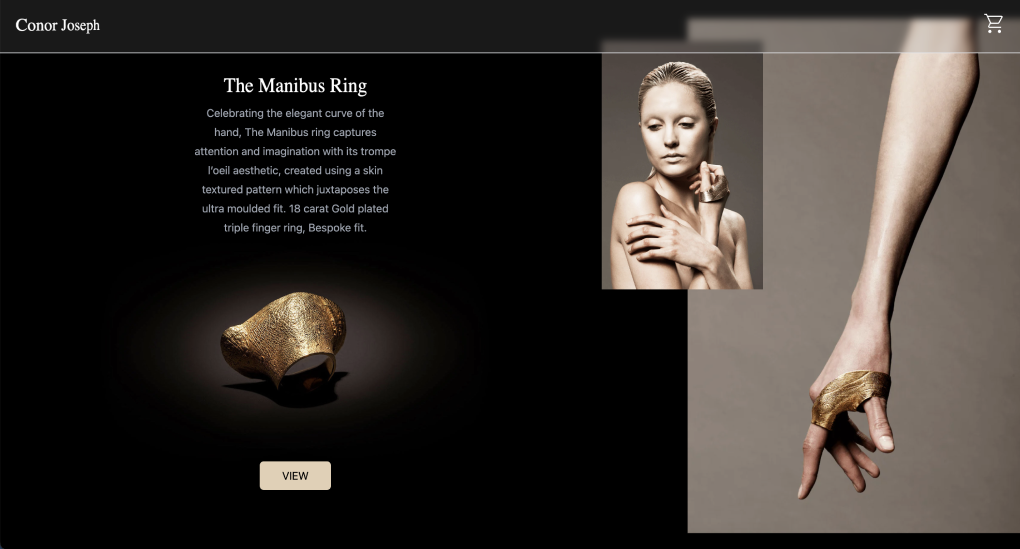 Conor Joseph
The Manibus Ring
Celebrating the elegant curve of the
hand, The Manibus ring captures
attention and imagination with its trompe
l'oeil aesthetic, created using a skin
textured pattern which juxtaposes the
ultra moulded fit. 18 carat Gold plated
triple finger ring, Bespoke fit.
VIEW